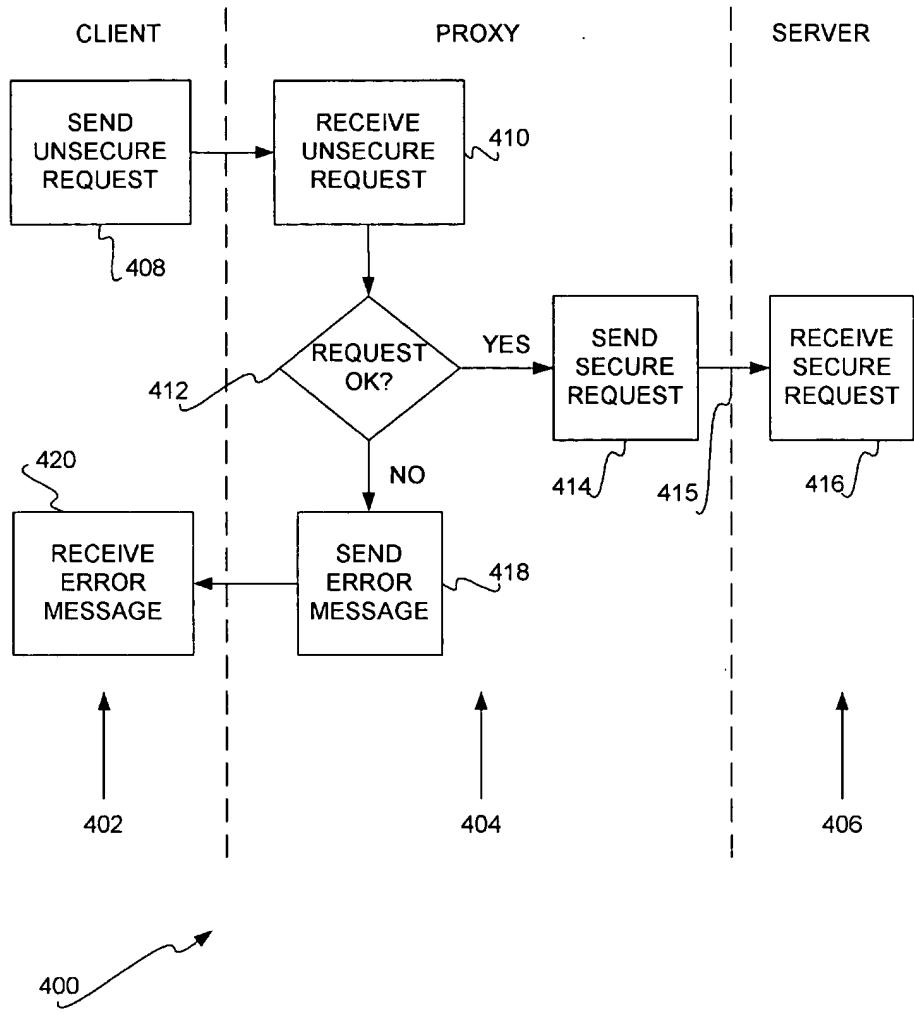 CLIENT
PROXY
SERVER
SEND
UNSECURE
REQUEST
408
RECEIVE
UNSECURE
REQUEST
410
REQUEST
OK?
412
YES
NO
SEND
SECURE
REQUEST
414
415
RECEIVE
SECURE
REQUEST
416
420
RECEIVE
ERROR
MESSAGE
SEND
ERROR
MESSAGE
418
402
404
406
400